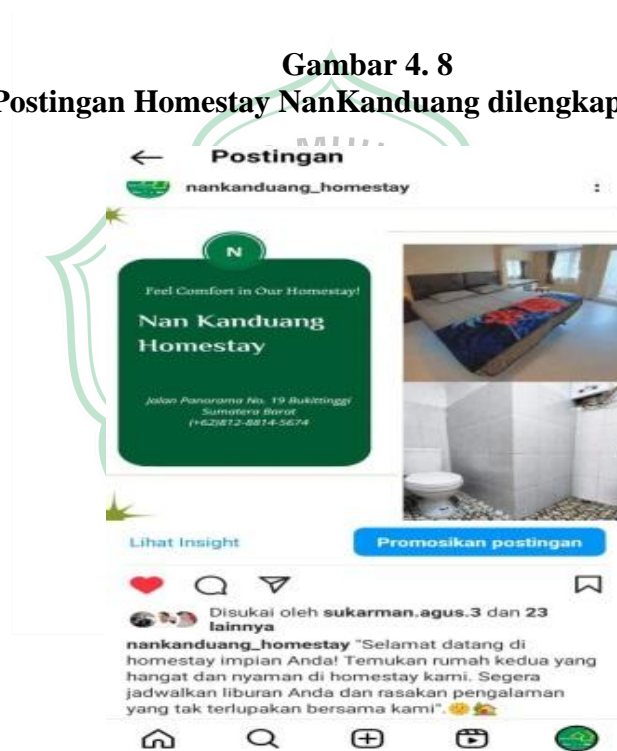 Gambar 4. 8
Postingan Homestay NanKanduang dilengkap
Postingan
nankanduang_homestay
N
Feel Comfort in Our Homestay!
Nan Kanduang
Homestay
Jalan Panorama No. 19 Bukittinggi
Sumatera Barat
(+62)812-8814-5674
Lihat Insight
Promosikan postingan
Disukai oleh sukarman.agus.3 dan 23
lainnya
nankanduang_homestay "Selamat datang di
homestay impian Anda! Temukan rumah kedua yang
hangat dan nyaman di homestay kami. Segera
jadwalkan liburan Anda dan rasakan pengalaman
yang tak terlupakan bersama kami".